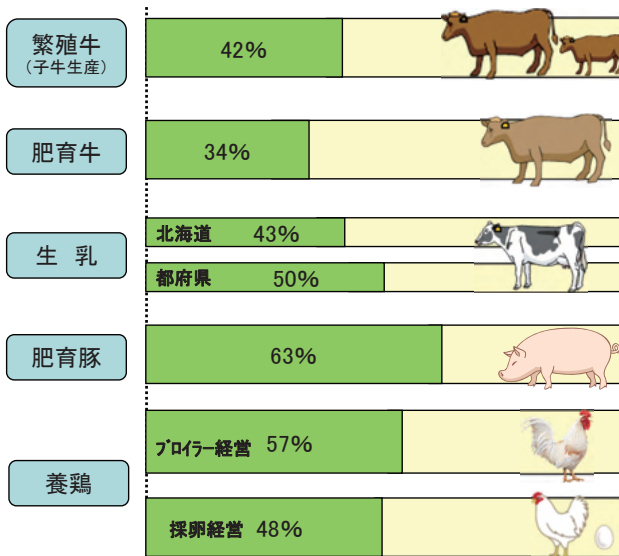 繁殖牛
(子牛生産)
42%
肥育牛
34%
生 乳
北海道 43%
都府県 50%
肥育豚
63%
養鶏
ブロイラー経営 57%
採卵経営 48%